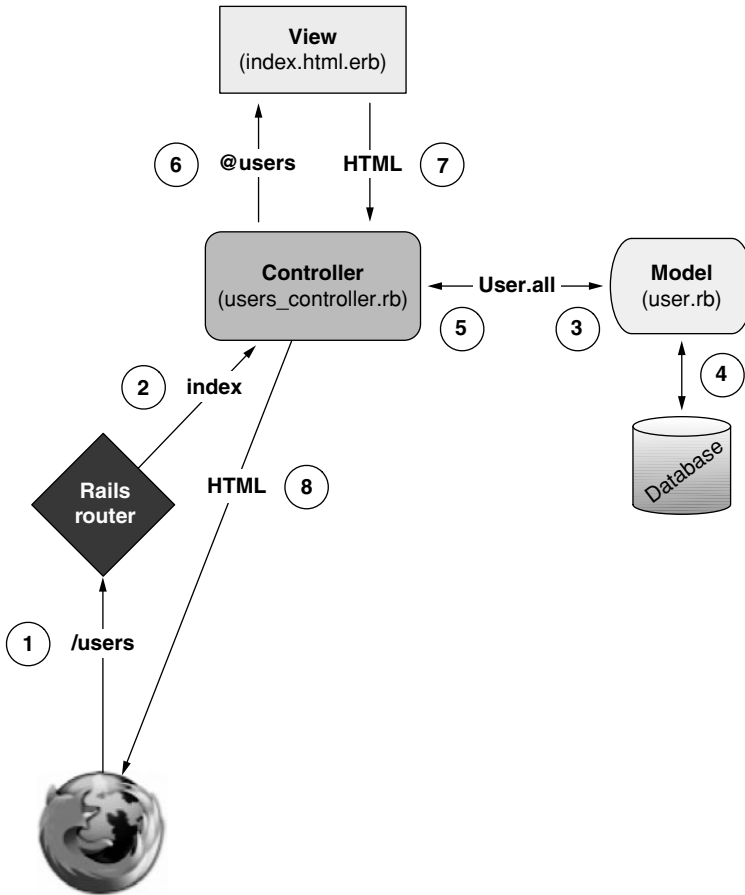 View
(index.html.erb)
6
@users
HTML
7
Controller
(users_controller.rb)
User.all
Model
(user.rb)
5
3
2
index
4
Database
Rails
router
HTML
8
1
/users